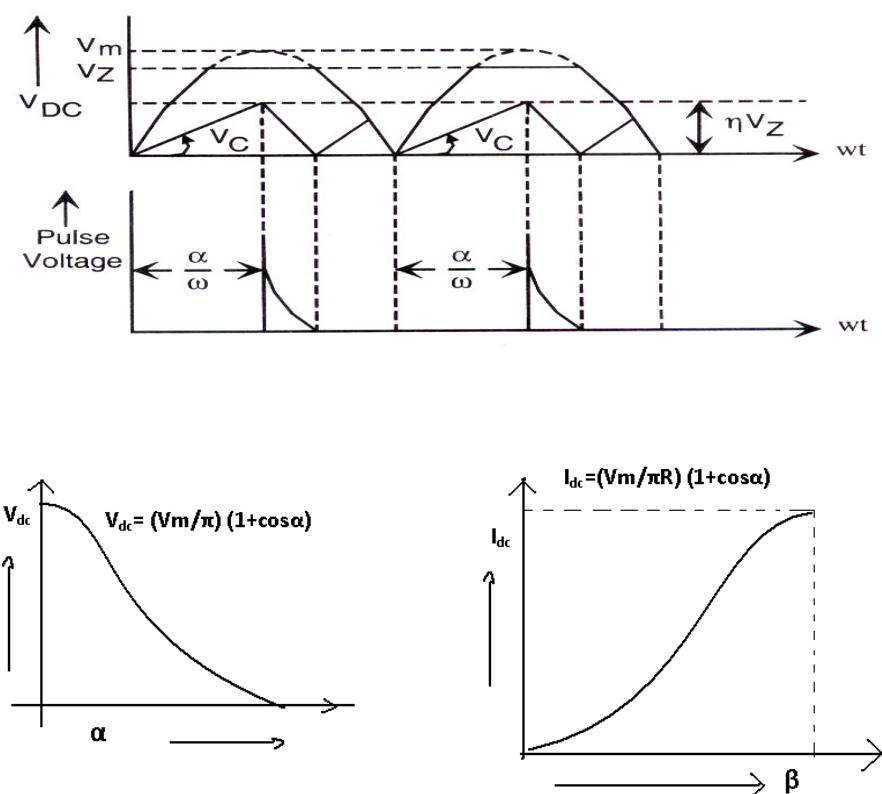 Vm
VZ
VDC
VC
VC
ηVZ
wt
Pulse
Voltage
α
ω
α
ω
wt
Idc=(Vm/πR) (1+cosα)
Vdc
Vdc= (Vm/π) (1+cosα)
Idc
α
β